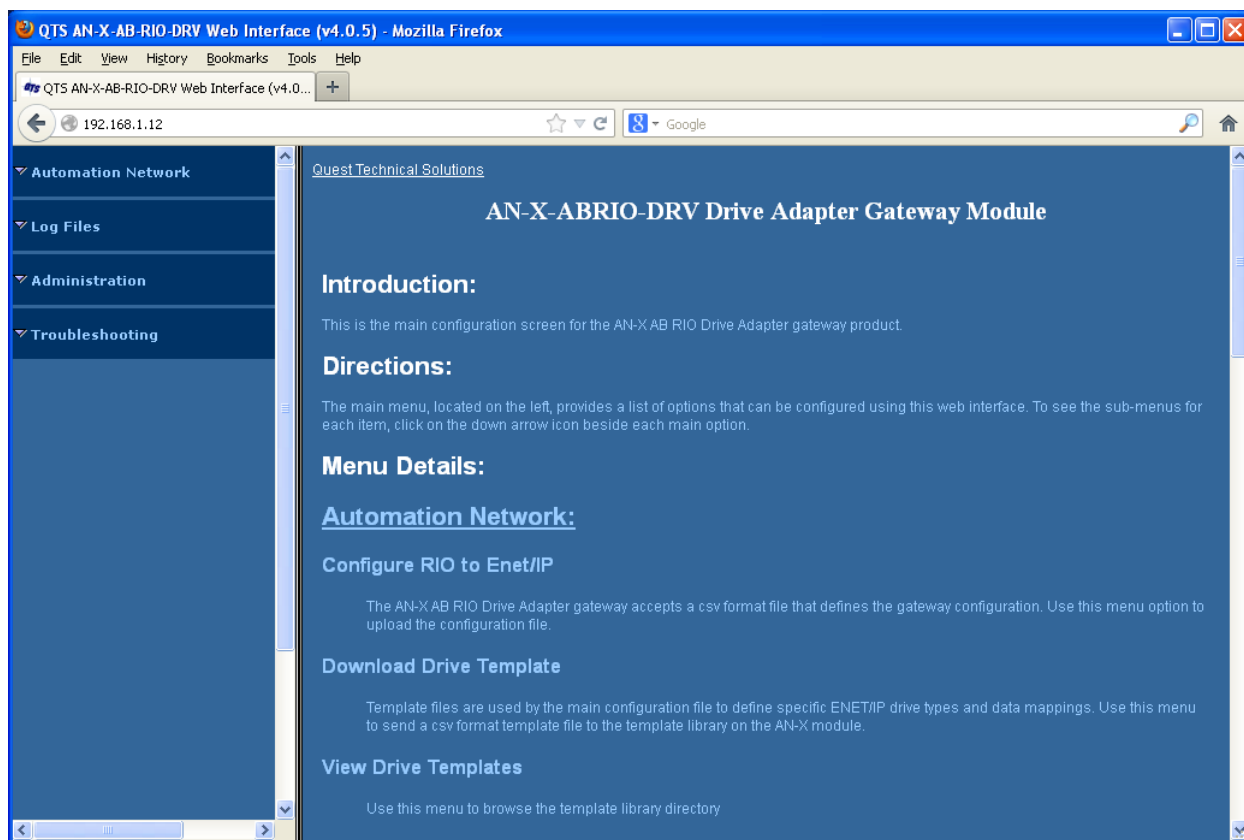 QTS AN-X-AB-RIO-DRV Web Interface (v4.0.5) - Mozilla Firefox
File Edit View History Bookmarks Tools Help
QTS QTS AN-X-AB-RIO-DRV Web Interface (v4.0... +
192.168.1.12
8 Google
Automation Network
Log Files
Administration
Troubleshooting
Quest Technical Solutions
AN-X-ABRIO-DRV Drive Adapter Gateway Module
Introduction:
This is the main configuration screen for the AN-X AB RIO Drive Adapter gateway product.
Directions:
The main menu, located on the left, provides a list of options that can be configured using this web interface. To see the sub-menus for
each item, click on the down arrow icon beside each main option.
Menu Details:
Automation Network:
Configure RIO to Enet/IP
The AN-X AB RIO Drive Adapter gateway accepts a csv format file that defines the gateway configuration. Use this menu option to
upload the configuration file.
Download Drive Template
Template files are used by the main configuration file to define specific ENET/IP drive types and data mappings. Use this menu
to send a csv format template file to the template library on the AN-X module.
View Drive Templates
Use this menu to browse the template library directory